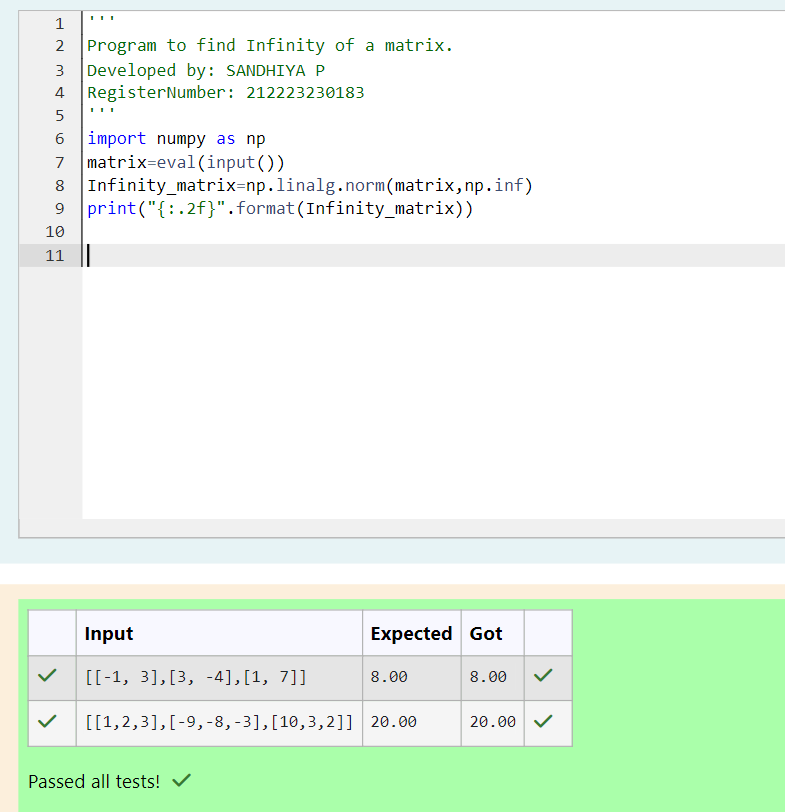 1 '''
2 Program to find Infinity of a matrix.
3 Developed by: SANDHIYA P
4 RegisterNumber: 212223230183
5 '''
6 import numpy as np
7 matrix=eval(input())
8 Infinity_matrix=np.linalg.norm(matrix,np.inf)
9 print("{:.2f}".format(Infinity_matrix))
10
11
Input Expected Got
[[-1, 3],[3, -4],[1, 7]] 8.00 8.00
[[1,2,3],[-9,-8,-3],[10,3,2]] 20.00 20.00
Passed all tests!